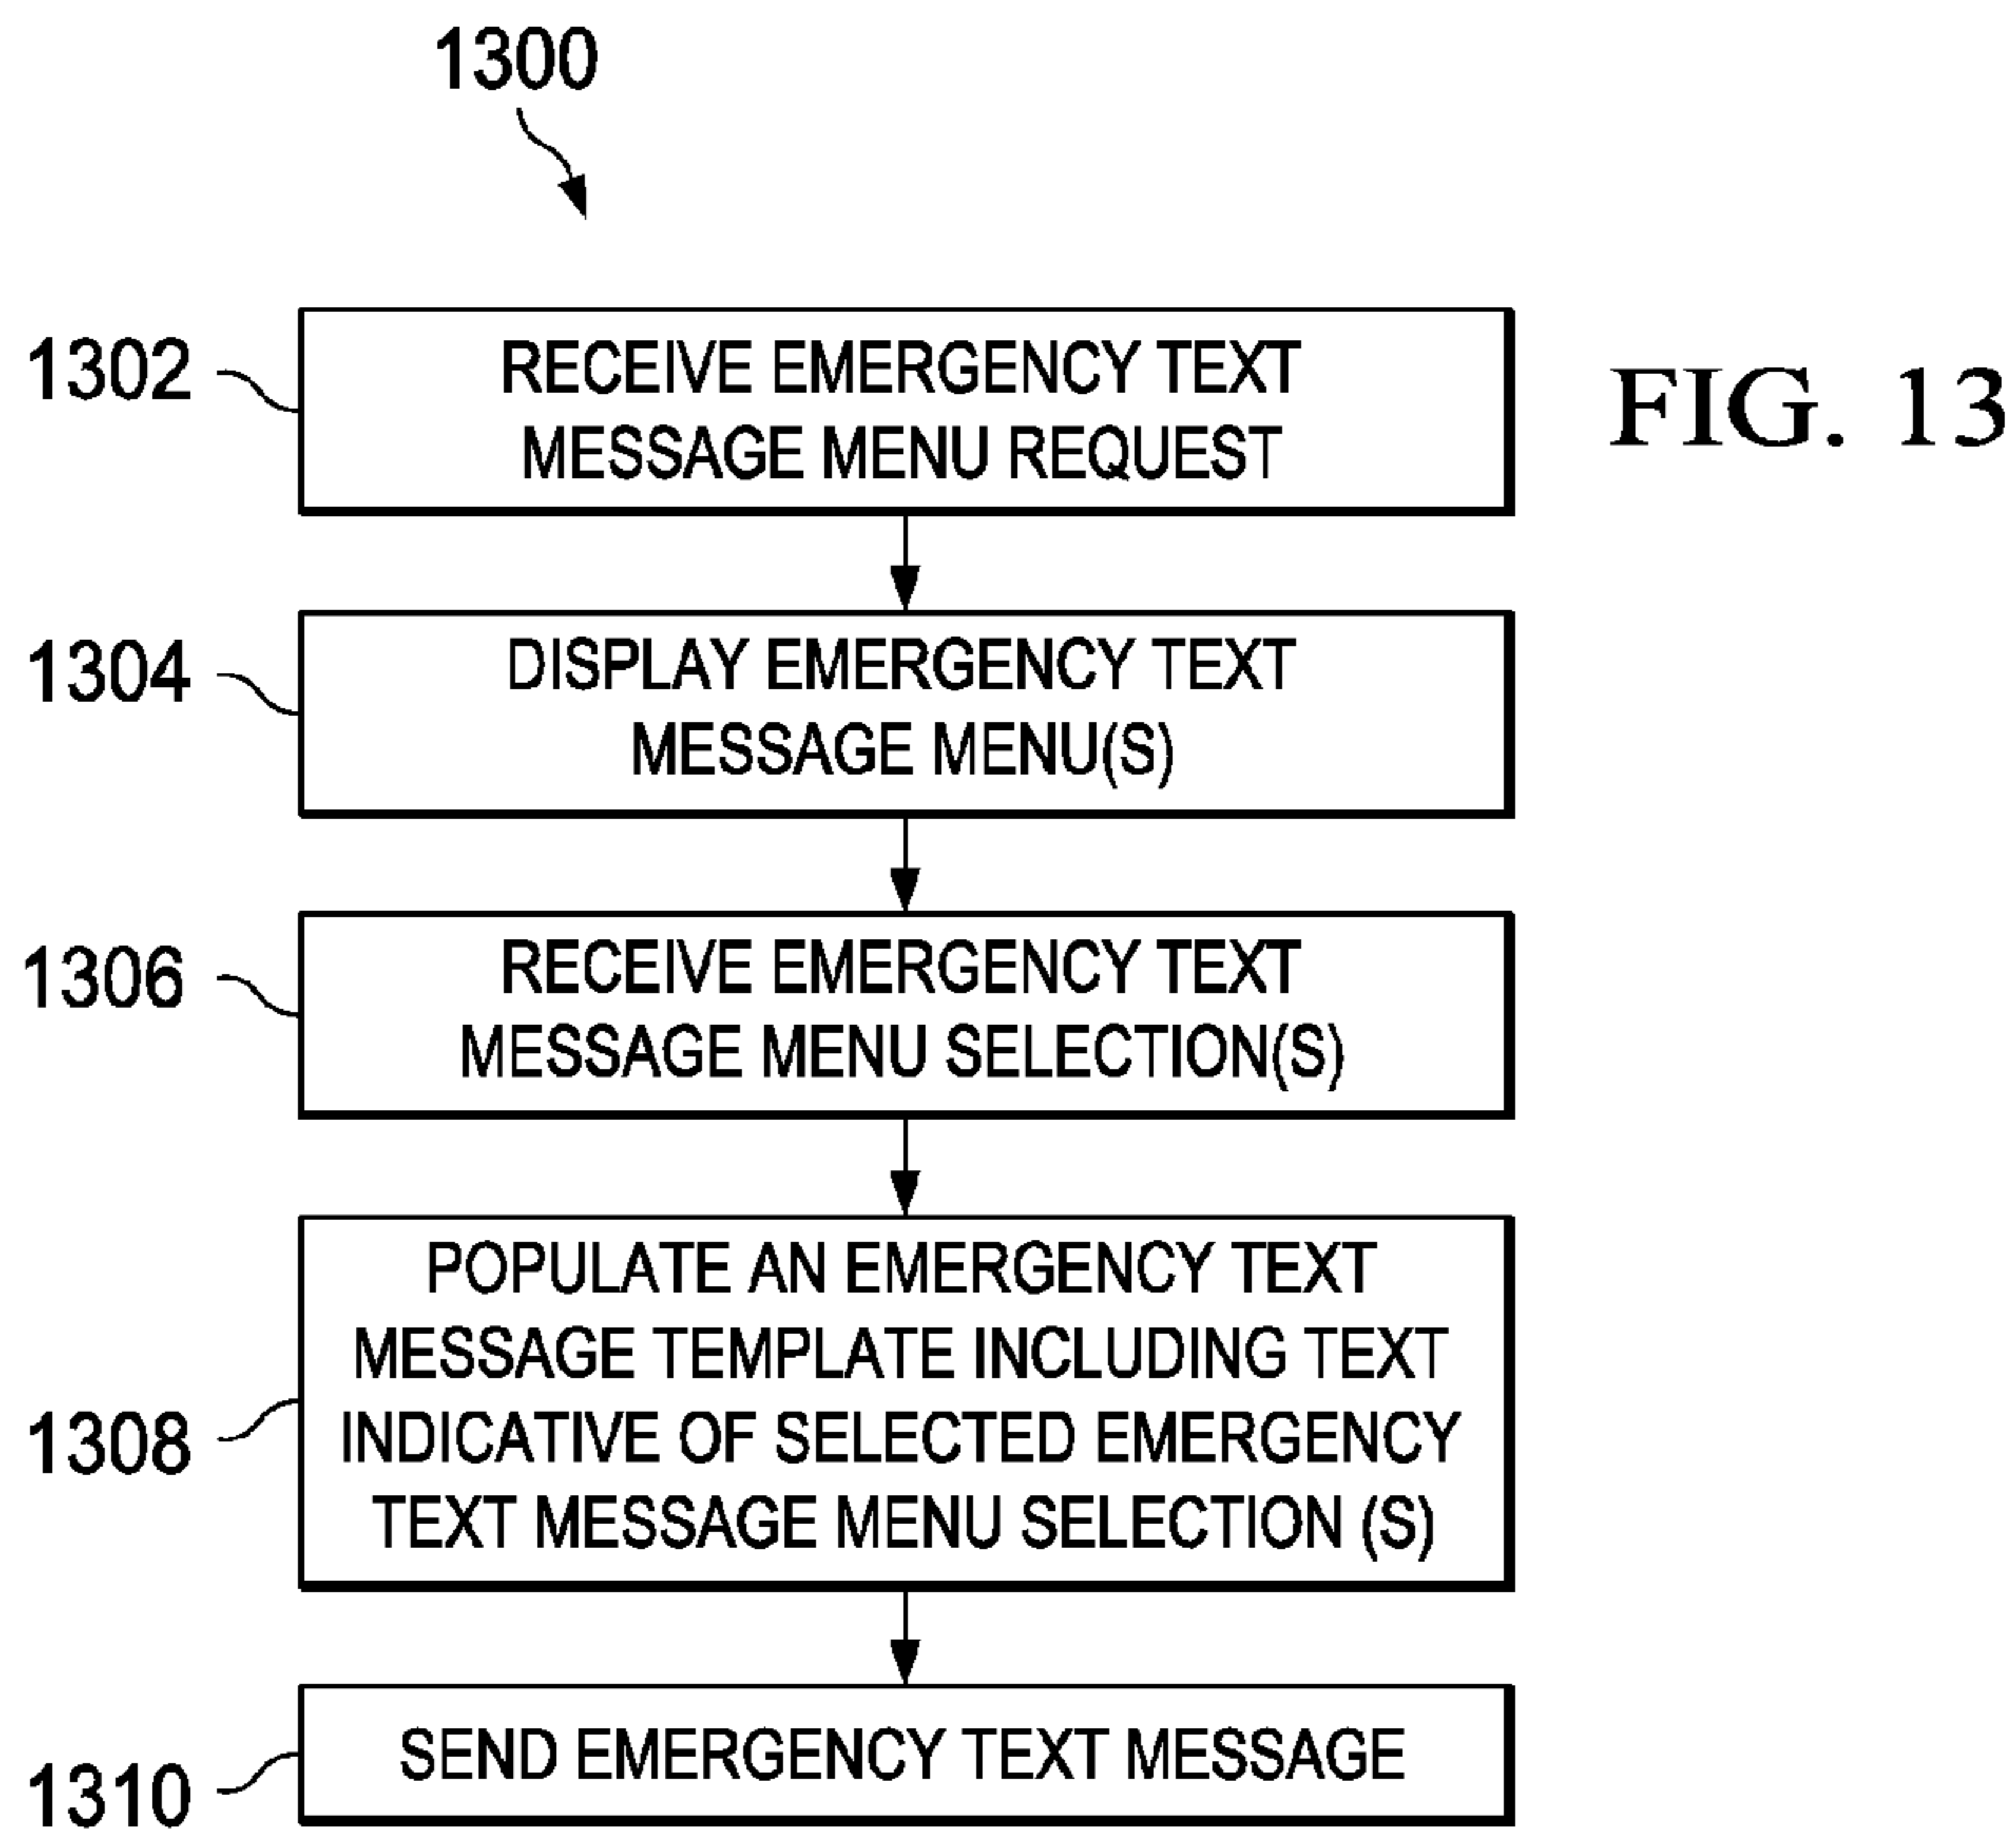 1300
1302
RECEIVE EMERGENCY TEXT
MESSAGE MENU REQUEST
FIG. 13
1304
DISPLAY EMERGENCY TEXT
MESSAGE MENU(S)
1306
RECEIVE EMERGENCY TEXT
MESSAGE MENU SELECTION(S)
1308
POPULATE AN EMERGENCY TEXT
MESSAGE TEMPLATE INCLUDING TEXT
INDICATIVE OF SELECTED EMERGENCY
TEXT MESSAGE MENU SELECTION (S)
1310
SEND EMERGENCY TEXT MESSAGE